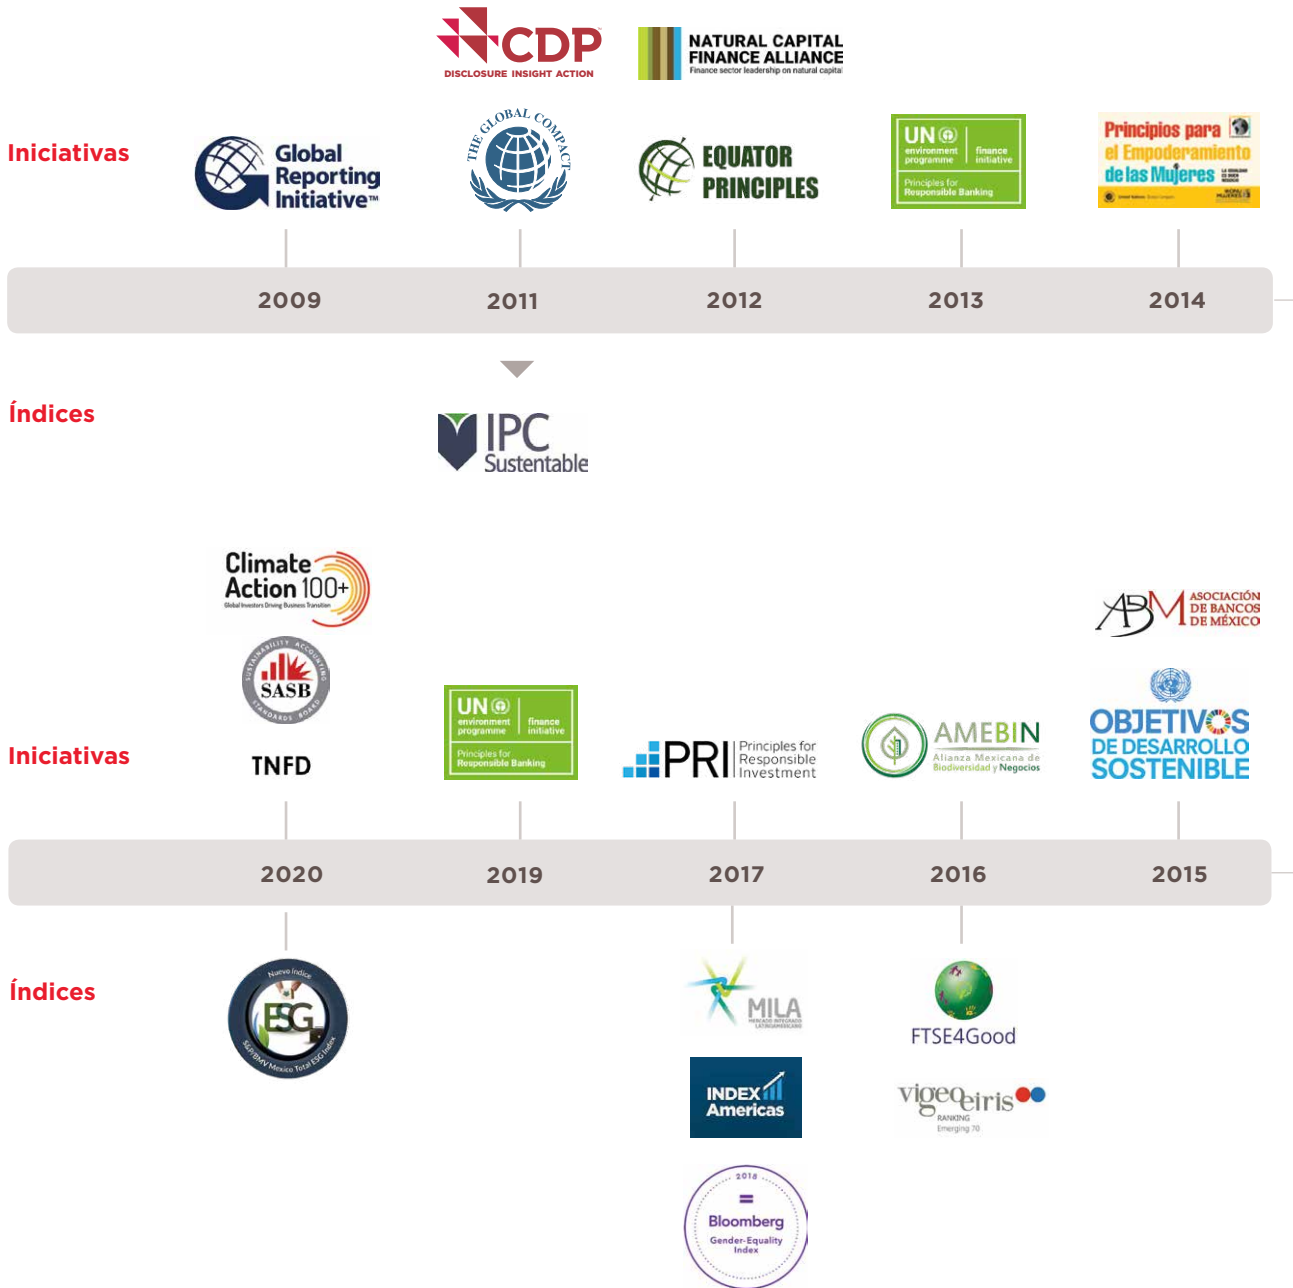 CDP
DISCLOSURE INSIGHT ACTION
NATURAL CAPITAL
FINANCE ALLIANCE
Finance sector leadership on natural capital
Iniciativas
Global
Reporting
Initiative™
THE GLOBAL COMPACT
EQUATOR
PRINCIPLES
UN
environment
programme
finance
initiative
Principles for
Responsible Banking
Principios para
el Empoderamiento
de las Mujeres
2009
2011
2012
2013
2014
Índices
IPC
Sustentable
Climate
Action 100+
Global Investors Driving Business Transition
SUSTAINABILITY ACCOUNTING
SASB
STANDARDS BOARD
TNFD
UN
environment
programme
finance
initiative
Principles for
Responsible Banking
PRI
Principles for
Responsible
Investment
AMEBIN
Alianza Mexicana de
Biodiversidad y Negocios
ABM
ASOCIACIÓN
DE BANCOS
DE MÉXICO
OBJETIVOS
DE DESARROLLO
SOSTENIBLE
Iniciativas
2020
2019
2017
2016
2015
Índices
Nuevo Índice
ESG
S&P/BMV Mexico Total ESG Index
MILA
MERCADO INTEGRADO
LATINOAMERICANO
INDEX
Americas
2018
Bloomberg
Gender-Equality
Index
FTSE4Good
vigeoeiris
RANKING
Emerging 70